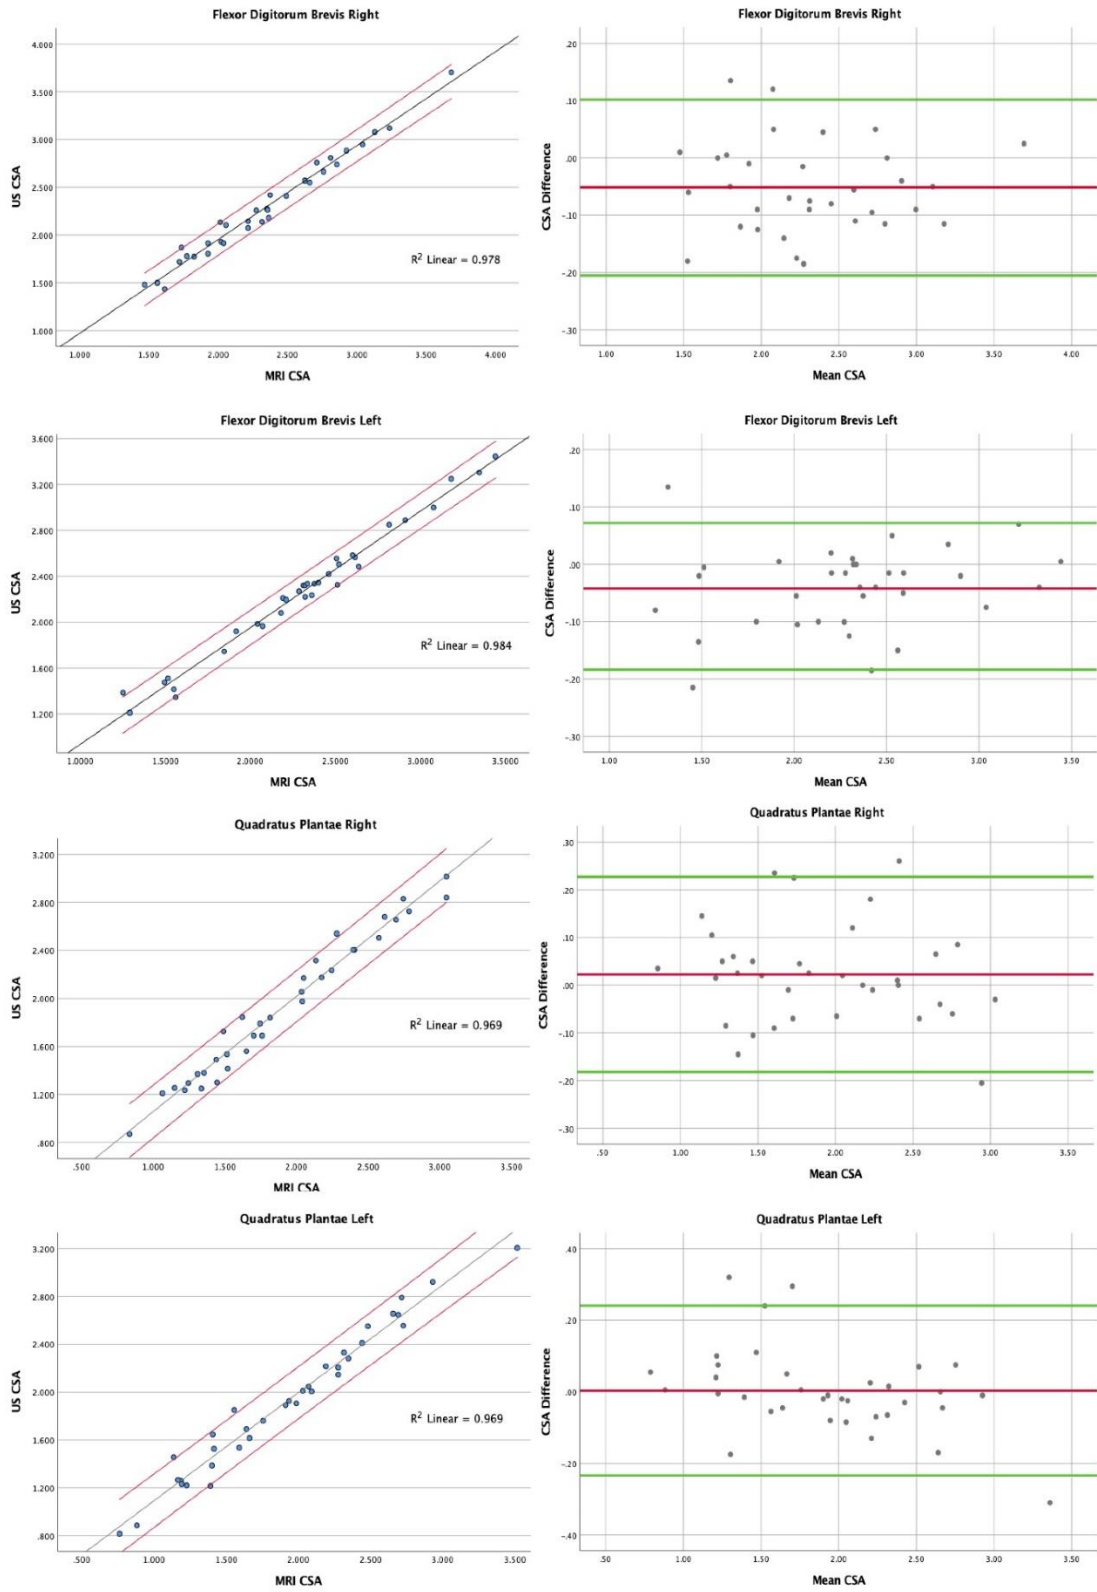 Flexor Digitorum Brevis Right
4.000
3.500
3.000
2.500
2.000
1.500
1.000
US CSA
R² Linear = 0.978
1.000 1.500 2.000 2.500 3.000 3.500 4.000
MRI CSA
Flexor Digitorum Brevis Right
.20
.10
.00
-.10
-.20
-.30
CSA Difference
1.00 1.50 2.00 2.50 3.00 3.50 4.00
Mean CSA
Flexor Digitorum Brevis Left
3.600
3.200
2.800
2.400
2.000
1.600
1.200
US CSA
R² Linear = 0.984
1.0000 1.5000 2.0000 2.5000 3.0000 3.5000
MRI CSA
Flexor Digitorum Brevis Left
.20
.10
.00
-.10
-.20
-.30
CSA Difference
1.00 1.50 2.00 2.50 3.00 3.50
Mean CSA
Quadratus Plantae Right
3.200
2.800
2.400
2.000
1.600
1.200
.800
US CSA
R² Linear = 0.969
.500 1.000 1.500 2.000 2.500 3.000 3.500
MRI CSA
Quadratus Plantae Right
.30
.20
.10
.00
-.10
-.20
-.30
CSA Difference
.50 1.00 1.50 2.00 2.50 3.00 3.50
Mean CSA
Quadratus Plantae Left
3.200
2.800
2.400
2.000
1.600
1.200
.800
US CSA
R² Linear = 0.969
.500 1.000 1.500 2.000 2.500 3.000 3.500
MRI CSA
Quadratus Plantae Left
.40
.20
.00
-.20
-.40
CSA Difference
.50 1.00 1.50 2.00 2.50 3.00 3.50
Mean CSA